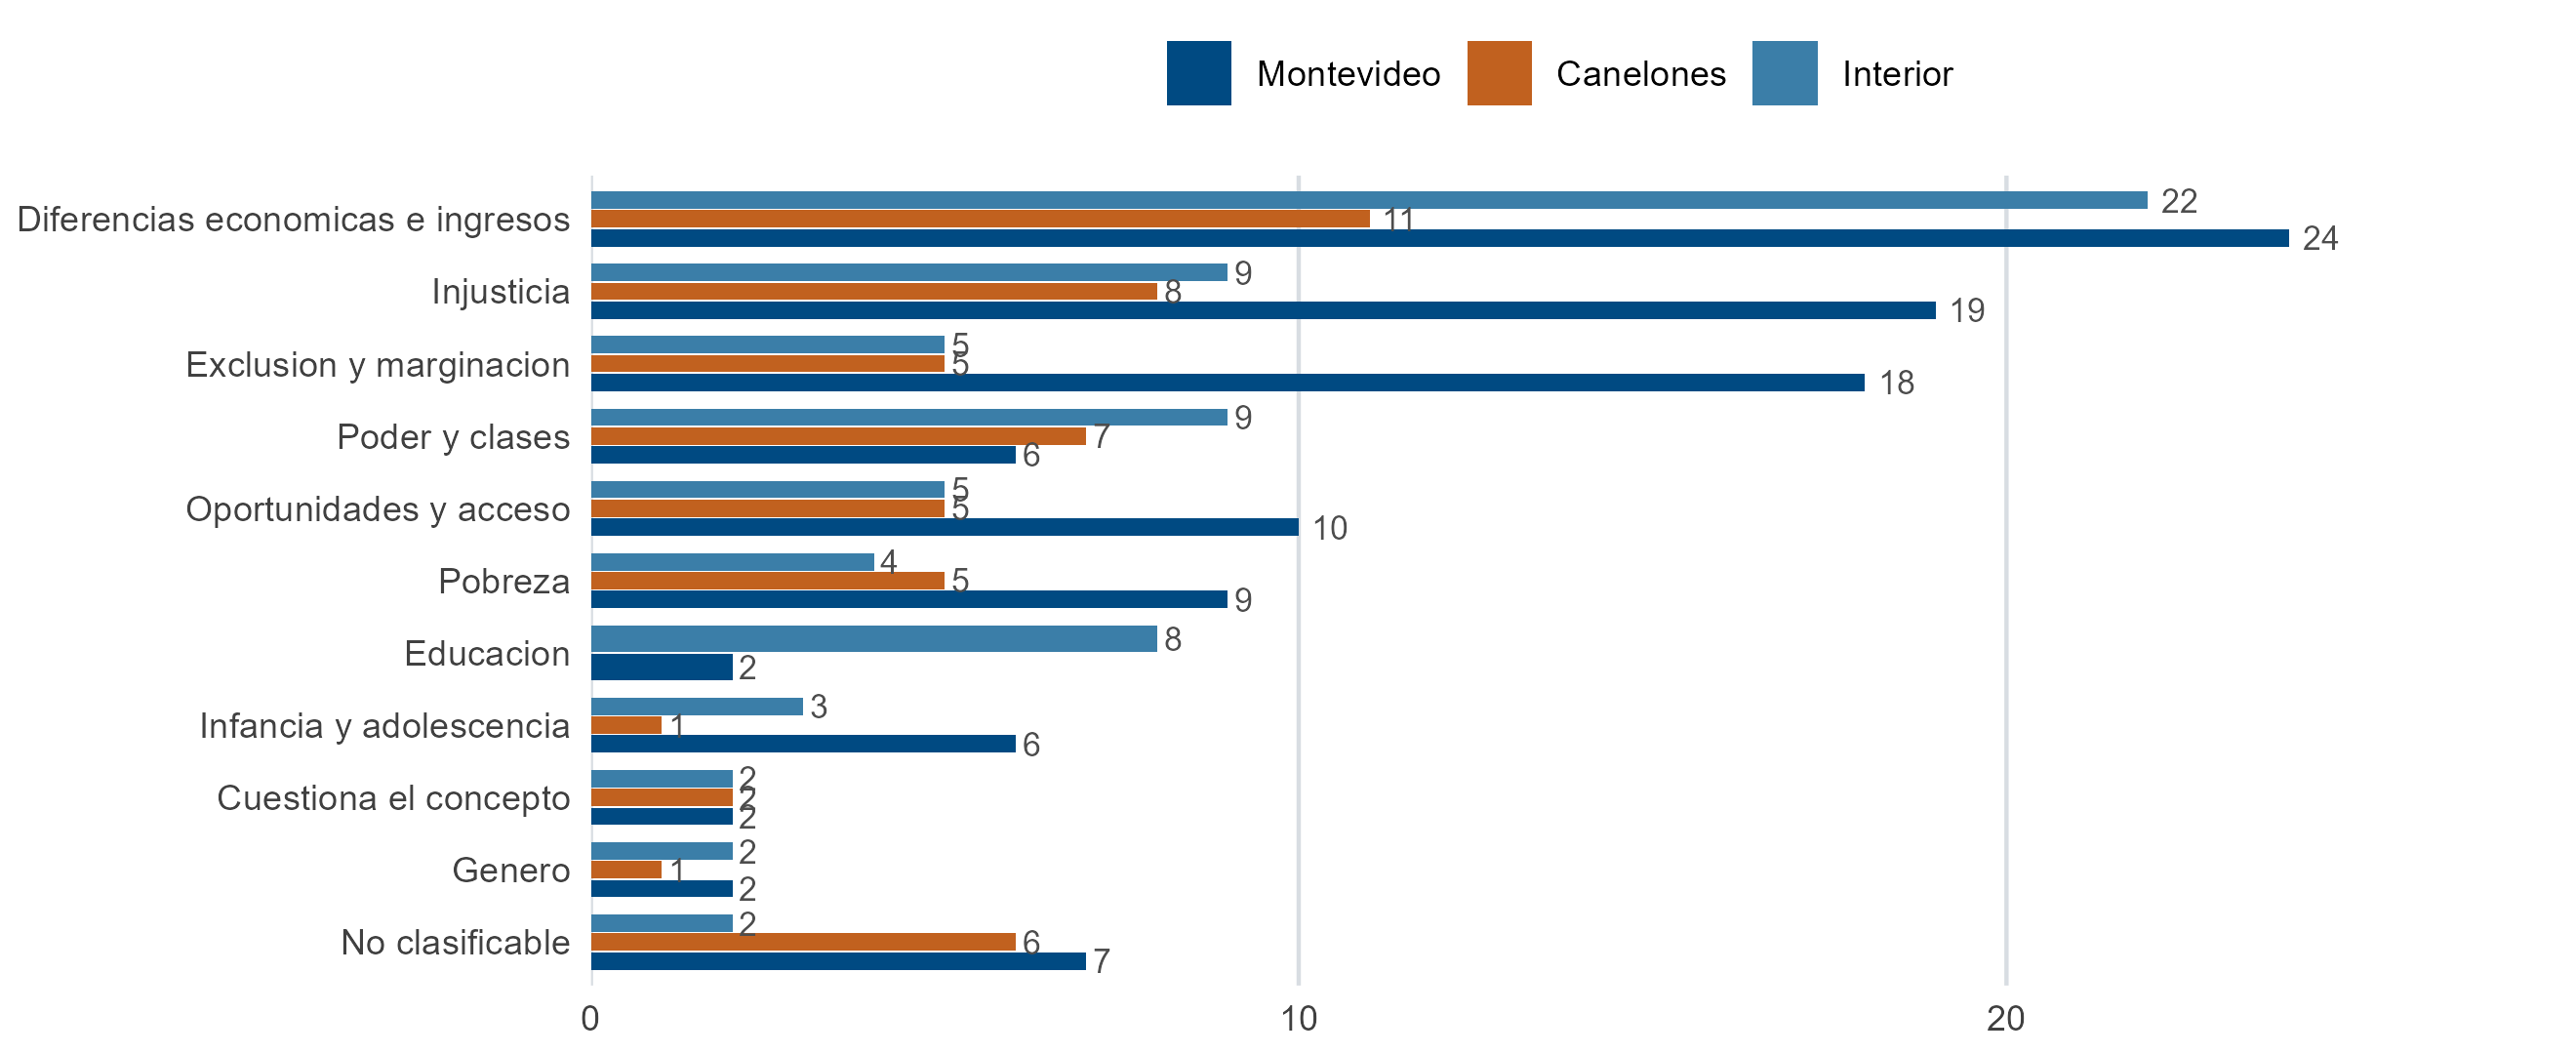 Montevideo Canelones Interior
Diferencias economicas e ingresos 22 11 24
Injusticia 9 8 19
Exclusion y marginacion 5 5 18
Poder y clases 9 7 6
Oportunidades y acceso 5 5 10
Pobreza 4 5 9
Educacion 8 2
Infancia y adolescencia 3 1 6
Cuestiona el concepto 2 2 2
Genero 2 1 2
No clasificable 2 6 7
0 10 20